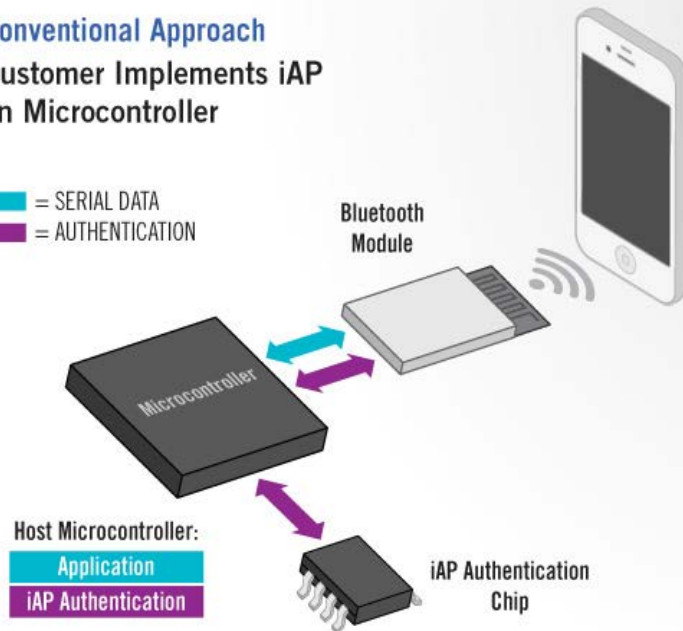 onventional Approach
ustomer Implements iAP
n Microcontroller
= SERIAL DATA
= AUTHENTICATION
Bluetooth
Module
Microcontroller
Host Microcontroller:
Application
iAP Authentication
iAP Authentication
Chip